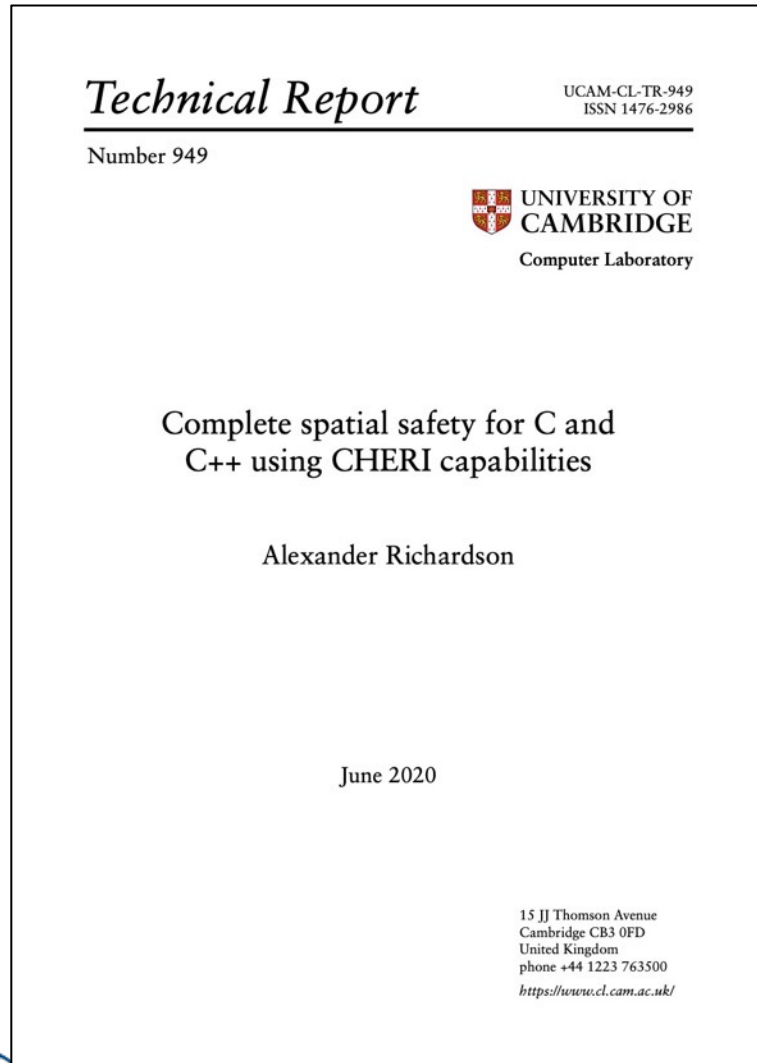 Technical Report
UCAM-CL-TR-949
ISSN 1476-2986
Number 949
UNIVERSITY OF
CAMBRIDGE
Computer Laboratory
Complete spatial safety for C and
C++ using CHERI capabilities
Alexander Richardson
June 2020
15 JJ Thomson Avenue
Cambridge CB3 0FD
United Kingdom
phone +44 1223 763500
https://www.cl.cam.ac.uk/